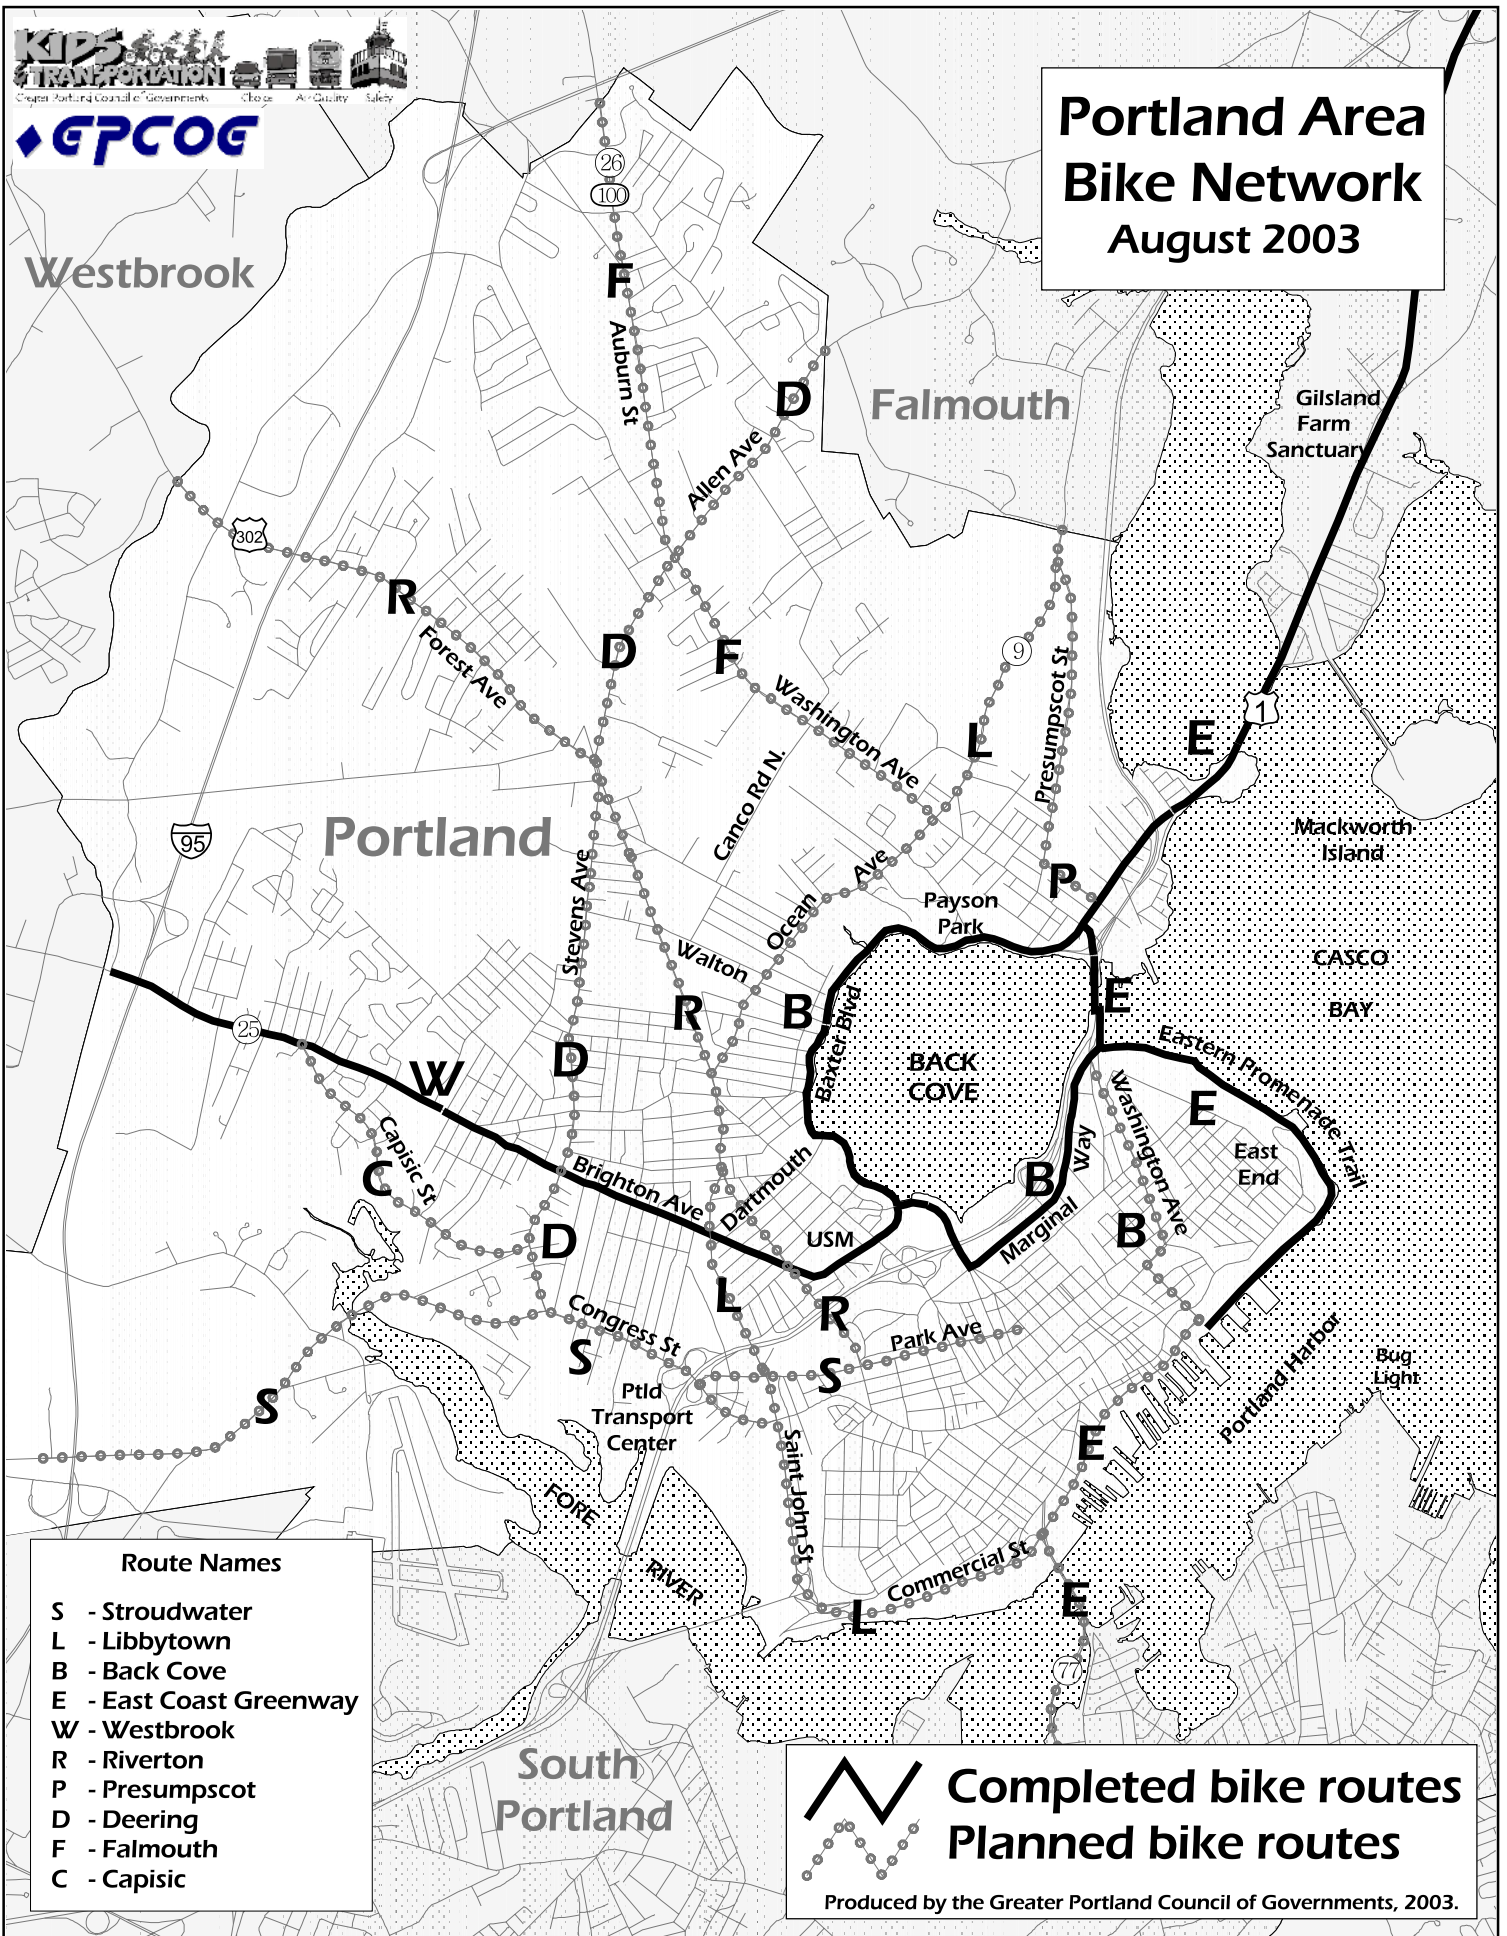 KIDS
& TRANSPORTATION
Greater Portland Council of Governments Choice Air Quality Safety
GPCOG
Portland Area
Bike Network
August 2003
26
100
Westbrook
F
Auburn St
D
Falmouth
Allen Ave
Gilsland
Farm
Sanctuary
302
R
Forest Ave
D
F
9
Washington Ave
L
Presumpscot St
E
1
Canco Rd N.
95
Portland
Mackworth
Island
Stevens Ave
Ocean Ave
P
Payson
Park
Walton
CASCO
BAY
25
R
B
E
Baxter Blvd
BACK
COVE
Eastern Promenade Trail
W
D
E
Washington Ave
Capisic St
C
Brighton Ave
Dartmouth
Way
East
End
B
B
Marginal
D
USM
L
R
Congress St
S
Park Ave
S
Portland Harbor
Bug
Light
Ptld
Transport
Center
S
E
Saint John St
FORE
RIVER
Commercial St
L
E
77
South
Portland
Route Names
S - Stroudwater
L - Libbytown
B - Back Cove
E - East Coast Greenway
W - Westbrook
R - Riverton
P - Presumpscot
D - Deering
F - Falmouth
C - Capisic
Completed bike routes
Planned bike routes
Produced by the Greater Portland Council of Governments, 2003.